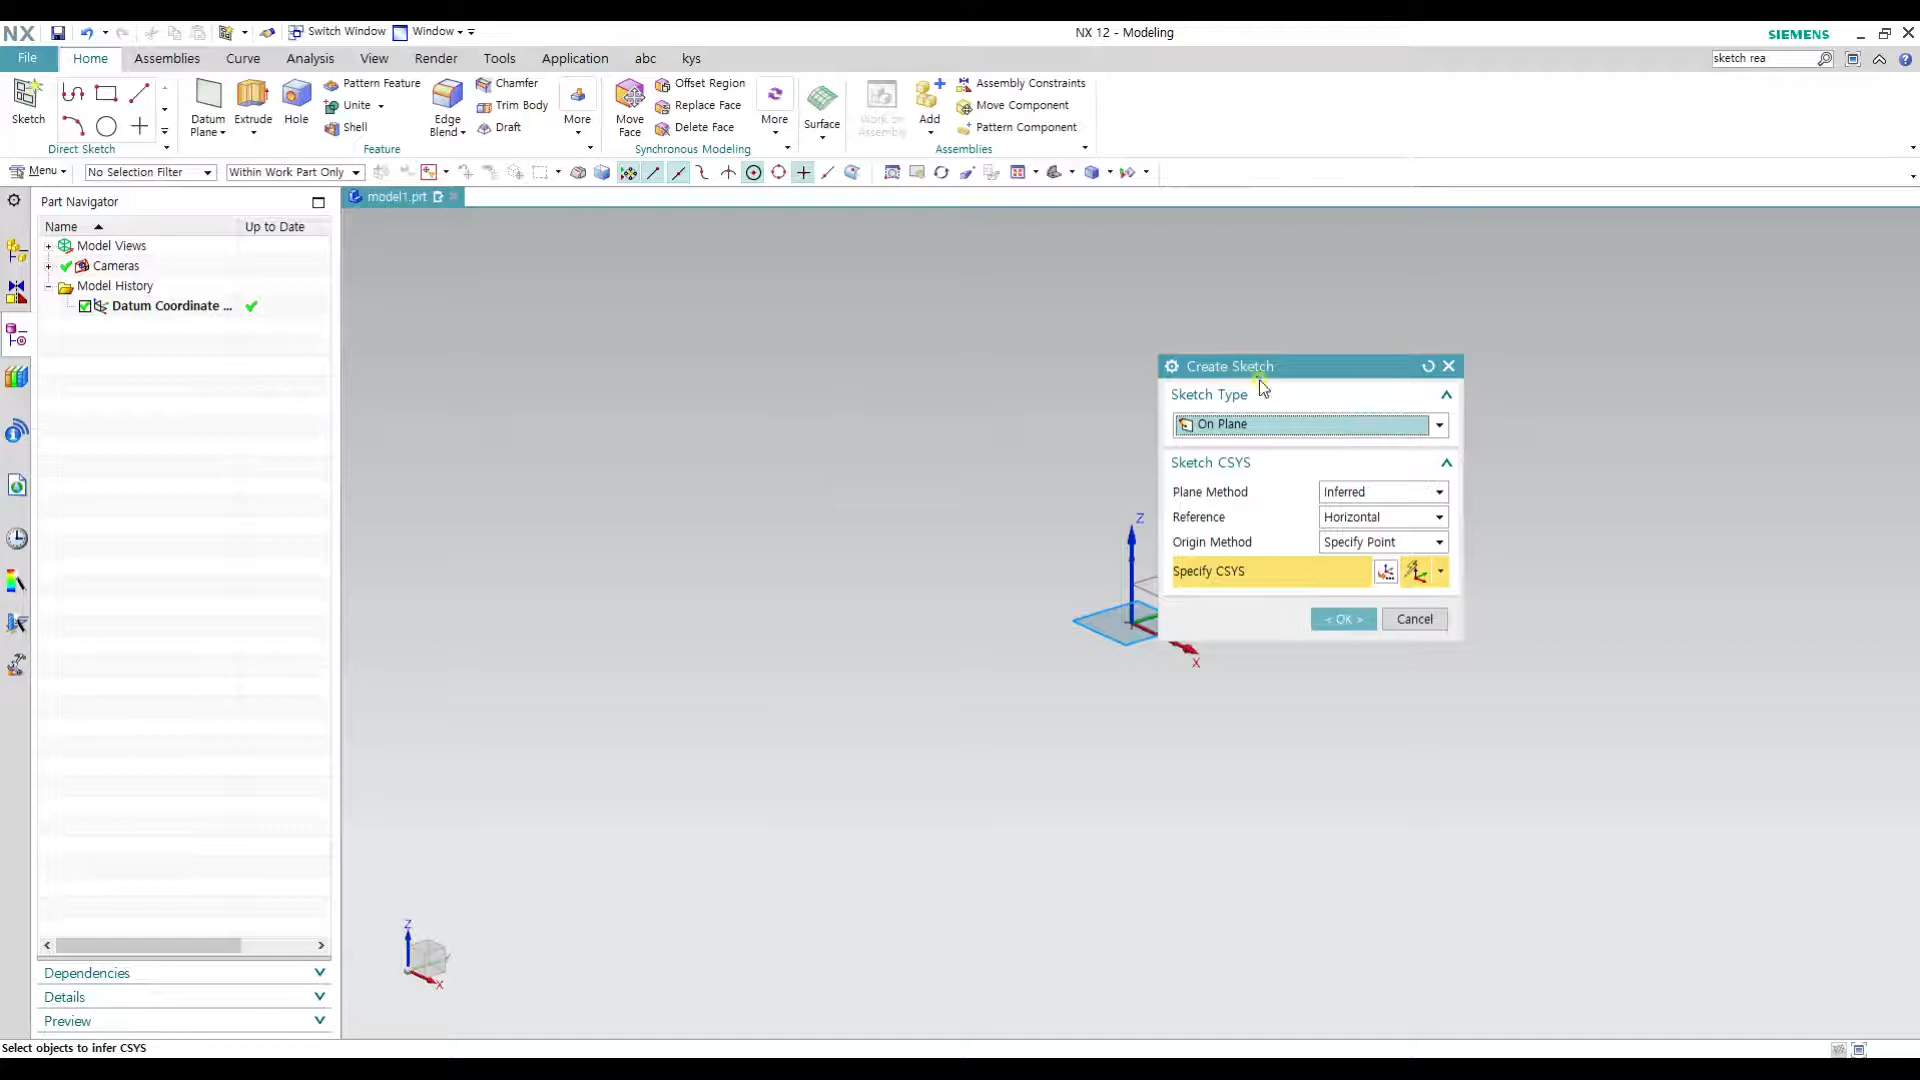 NX
Switch Window
Window
NX 12 - Modeling
SIEMENS
File
Home
Assemblies
Curve
Analysis
View
Render
Tools
Application
abc
kys
sketch rea
Sketch
Direct Sketch
Datum
Plane
Extrude
Hole
Pattern Feature
Unite
Shell
Edge
Blend
Chamfer
Trim Body
Draft
More
Feature
Move
Face
Offset Region
Replace Face
Delete Face
More
Synchronous Modeling
Surface
Work on
Assembly
Add
Assembly Constraints
Move Component
Pattern Component
Assemblies
Menu
No Selection Filter
Within Work Part Only
Part Navigator
model1.prt
Name
Up to Date
Model Views
Cameras
Model History
Datum Coordinate ...
Create Sketch
Sketch Type
On Plane
Sketch CSYS
Plane Method
Inferred
Reference
Horizontal
Origin Method
Specify Point
Specify CSYS
< OK >
Cancel
Z
X
Z
X
Dependencies
Details
Preview
Select objects to infer CSYS